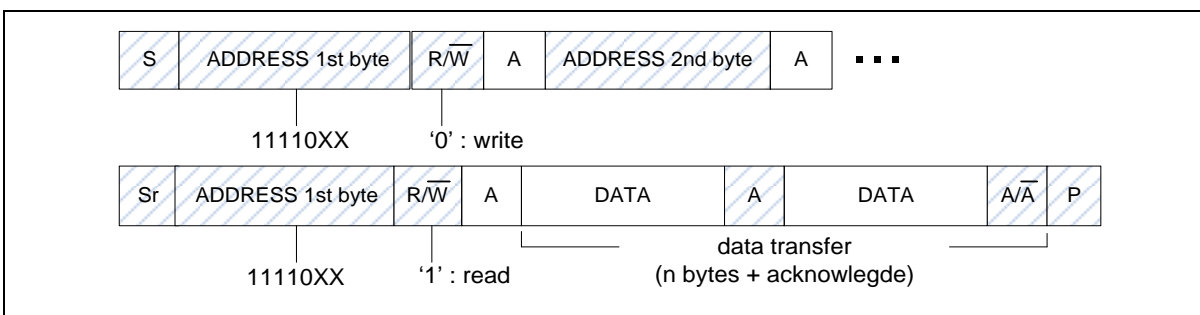 S ADDRESS 1st byte R/W̅ A ADDRESS 2nd byte A ...
11110XX ‘0’ : write
Sr ADDRESS 1st byte R/W̅ A DATA A DATA A/A̅ P
data transfer
11110XX ‘1’ : read (n bytes + acknowlegde)